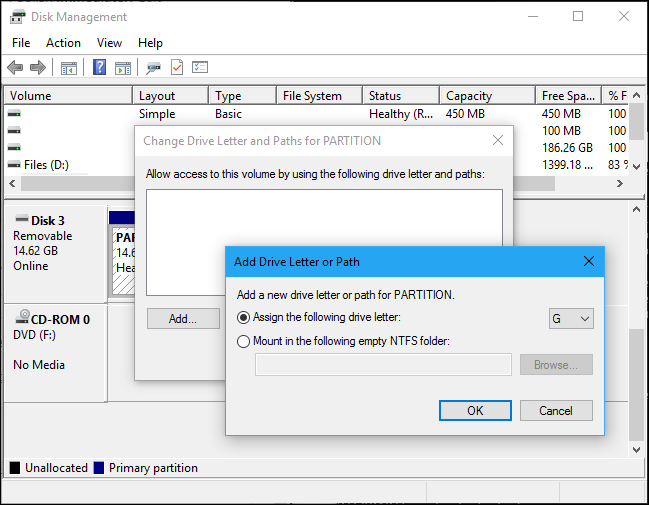 Disk Management
File Action View Help
Volume Layout Type File System Status Capacity Free Spa... % F
Simple Basic Healthy (R... 450 MB 450 MB 100
100 MB 100
186.26 GB 100
Files (D:) 1399.18 ... 83 %
Change Drive Letter and Paths for PARTITION
Allow access to this volume by using the following drive letter and paths:
Add...
Disk 3
Removable
14.62 GB
Online
PAR
14.6
Hea
CD-ROM 0
DVD (F:)
No Media
Add Drive Letter or Path
Add a new drive letter or path for PARTITION.
Assign the following drive letter: G
Mount in the following empty NTFS folder:
Browse...
OK Cancel
Unallocated Primary partition